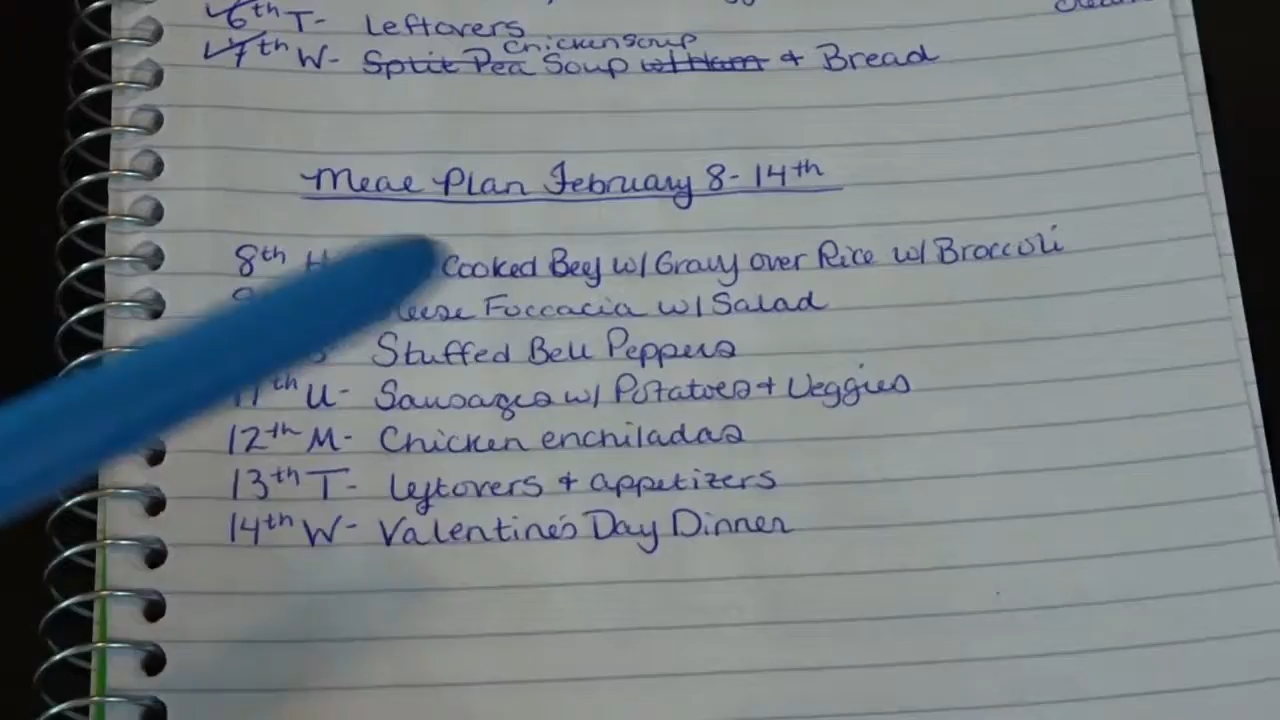 6th T- Leftovers
Chicken Soup
7th W- Split Pea Soup w/ Ham + Bread
Meal Plan February 8-14th
8th H Cooked Beef w/ Gravy over Rice w/ Broccoli
Foccacia w/ Salad
Stuffed Bell Peppers
11th U- Sausages w/ Potatoes + Veggies
12th M- Chicken enchiladas
13th T- Leftovers + appetizers
14th W- Valentine's Day Dinner